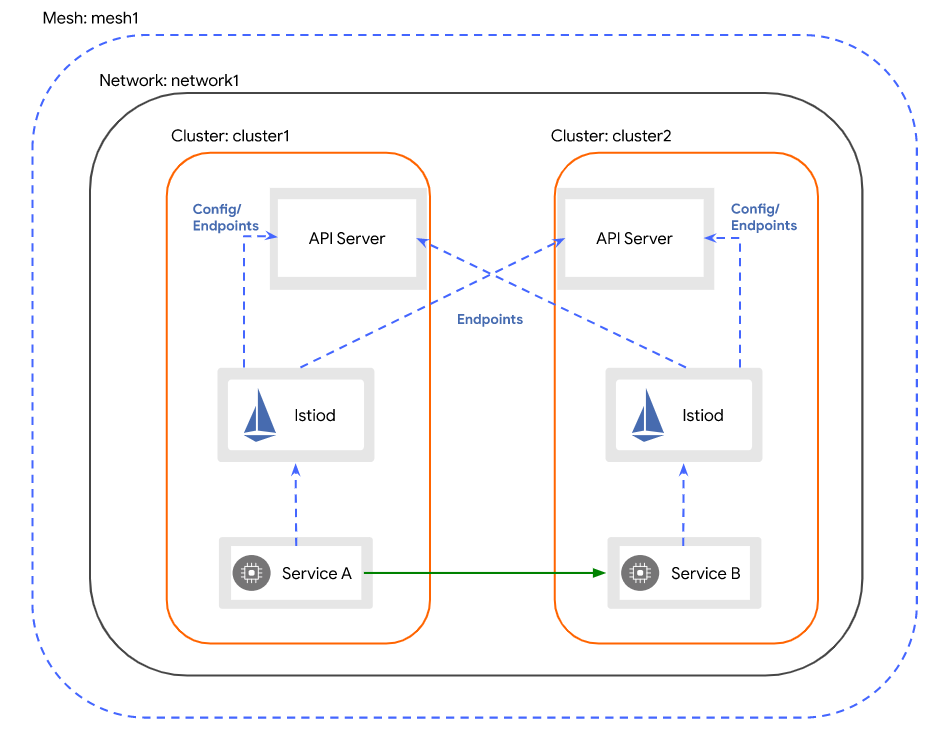 Mesh: mesh1
Network: network1
Cluster: cluster1
Cluster: cluster2
Config/
Endpoints
API Server
API Server
Config/
Endpoints
Endpoints
Istiod
Istiod
Service A
Service B